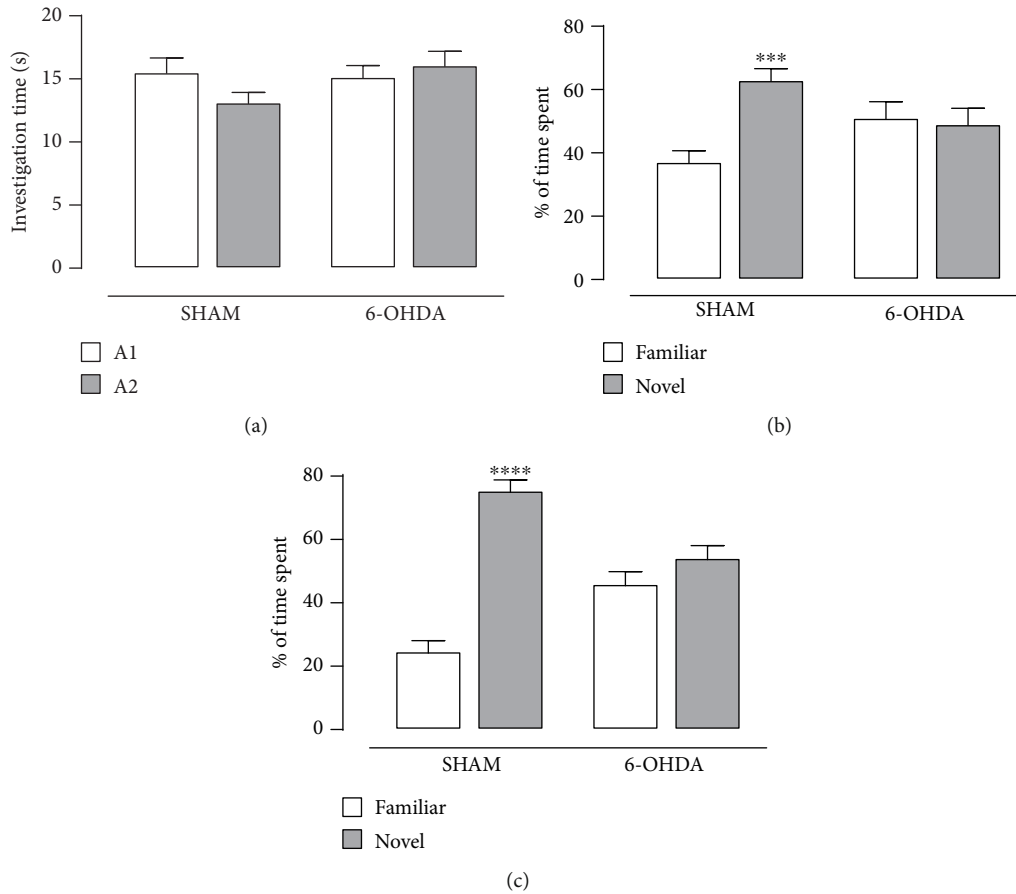 20
15
10
5
0
Investigation time (s)
SHAM
6-OHDA
A1
A2
(a)
80
60
40
20
0
% of time spent
***
SHAM
6-OHDA
Familiar
Novel
(b)
80
60
40
20
0
% of time spent
****
SHAM
6-OHDA
Familiar
Novel
(c)